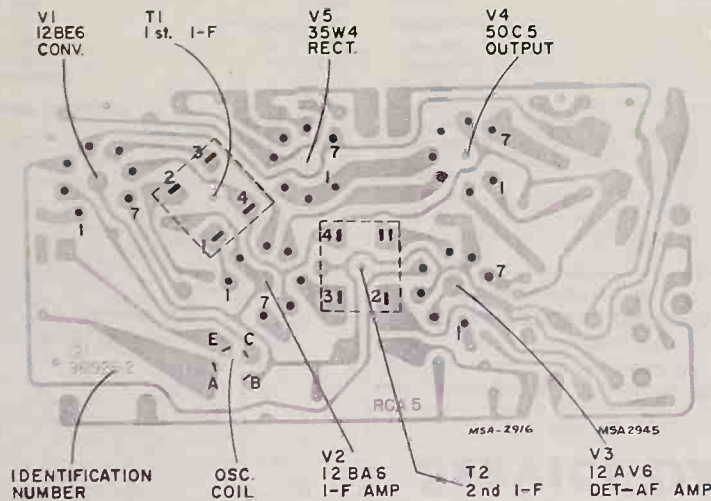 V1
12BE6
CONV.
T1
1st. I-F
V5
35W4
RECT.
V4
50C5
OUTPUT
3
2
4
1
7
1
7
1
7
1
4
1
3
2
7
1
1
7
E
C
A
B
RCA 5
MSA-2916
MSA2945
IDENTIFICATION
NUMBER
OSC.
COIL
V2
12BA6
I-F AMP
T2
2nd I-F
V3
12AV6
DET-AF AMP